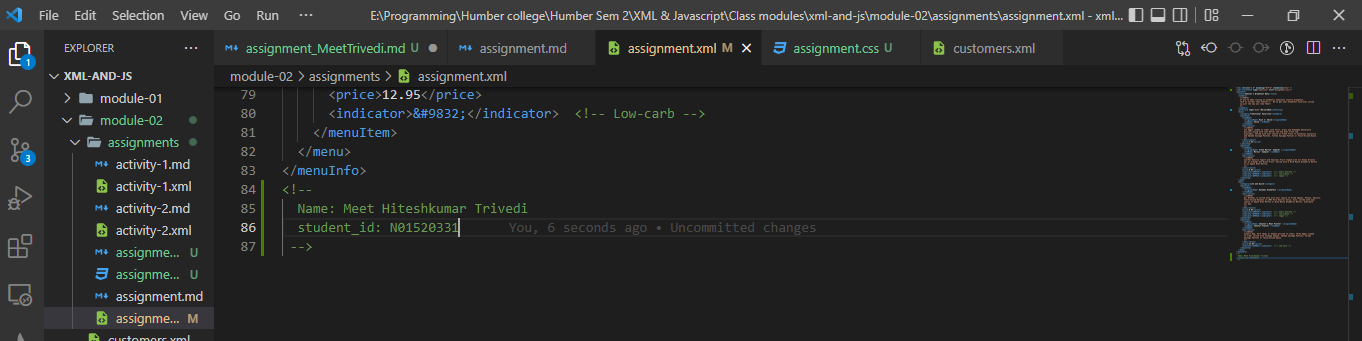 File Edit Selection View Go Run ... E:\Programming\Humber college\Humber Sem 2\XML & Javascript\Class modules\xml-and-js\module-02\assignments\assignment.xml - xml...
EXPLORER
assignment_MeetTrivedi.md U
assignment.md
assignment.xml M
assignment.css U
customers.xml
1
3
XML-AND-JS
module-01
module-02
assignments
activity-1.md
activity-1.xml
activity-2.md
activity-2.xml
assignme... U
assignme... U
assignment.md
assignme... M
customers.xml
module-02 > assignments > assignment.xml
79 <price>12.95</price>
80 <indicator>&#9832;</indicator> <!-- Low-carb -->
81 </menuItem>
82 </menu>
83 </menuInfo>
84 <!--
85 Name: Meet Hiteshkumar Trivedi
86 student_id: N01520331 You, 6 seconds ago • Uncommitted changes
87 -->